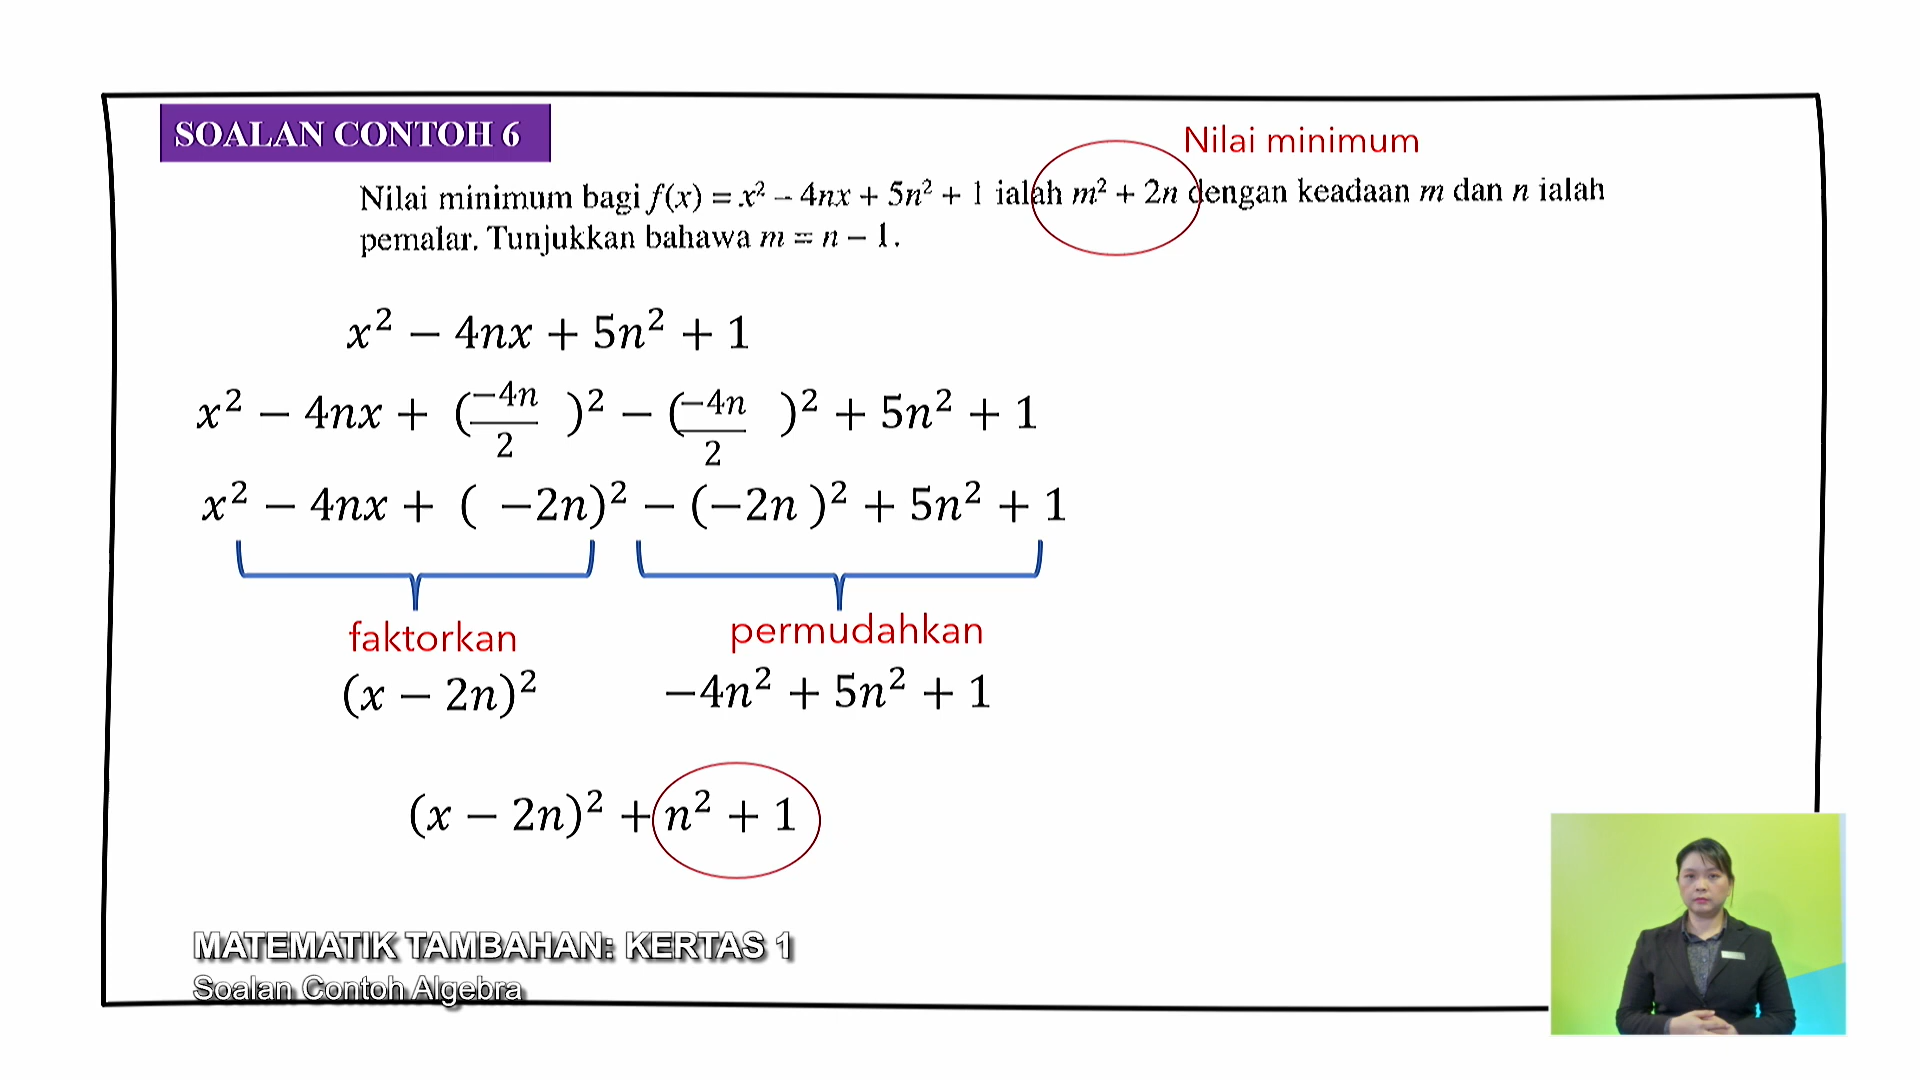 SOALAN CONTOH 6
Nilai minimum
Nilai minimum bagi f(x) = x² – 4nx + 5n² + 1 ialah m² + 2n dengan keadaan m dan n ialah
pemalar. Tunjukkan bahawa m = n – 1.
x² − 4nx + 5n² + 1
x² − 4nx + (−4n/2)² − (−4n/2)² + 5n² + 1
x² − 4nx + ( −2n)² − (−2n )² + 5n² + 1
faktorkan permudahkan
(x − 2n)² −4n² + 5n² + 1
(x − 2n)² + n² + 1
MATEMATIK TAMBAHAN: KERTAS 1
Soalan Contoh Algebra